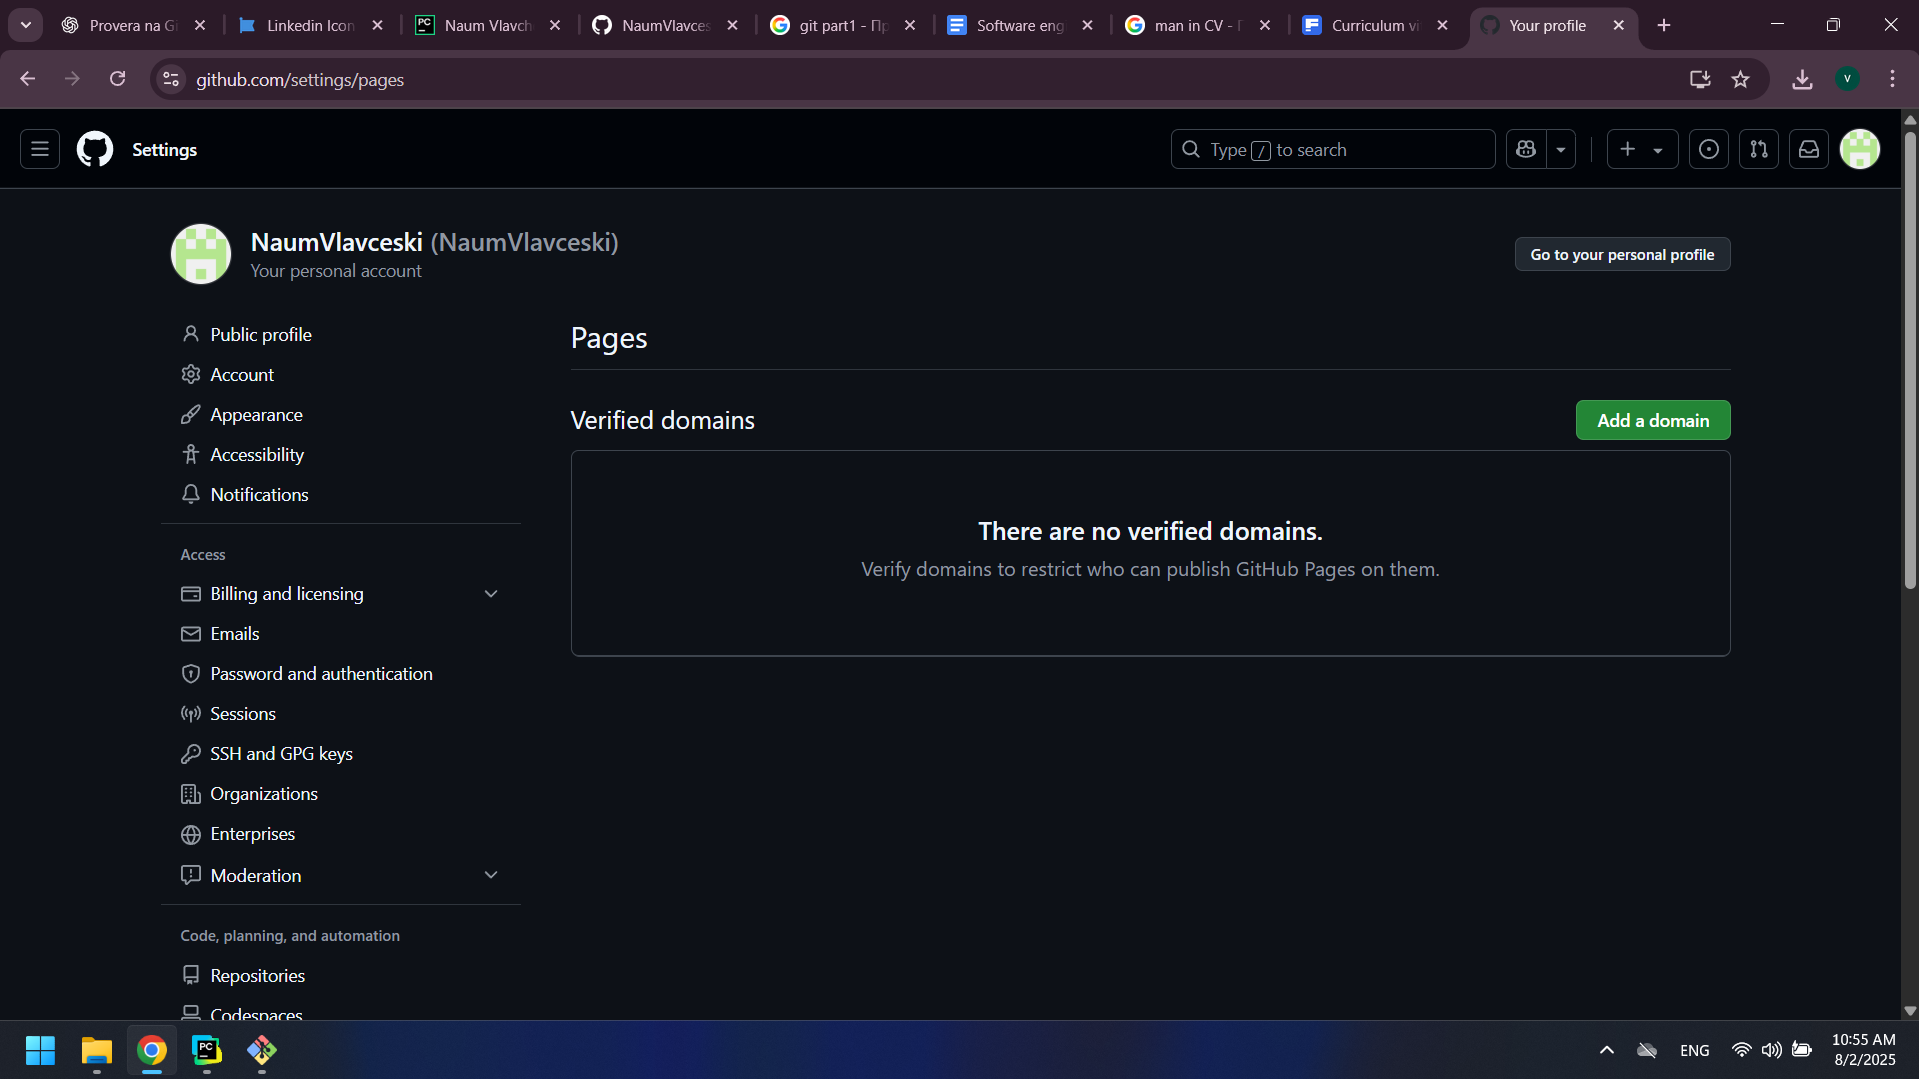 Provera na Gi
Linkedin Icon
Naum Vlavch
NaumVlavces
git part1 - Пр
Software eng
man in CV - П
Curriculum vi
Your profile
github.com/settings/pages
V
Settings
Type / to search
NaumVlavceski (NaumVlavceski)
Your personal account
Go to your personal profile
Public profile
Account
Appearance
Accessibility
Notifications
Access
Billing and licensing
Emails
Password and authentication
Sessions
SSH and GPG keys
Organizations
Enterprises
Moderation
Code, planning, and automation
Repositories
Codespaces
Pages
Verified domains
Add a domain
There are no verified domains.
Verify domains to restrict who can publish GitHub Pages on them.
PC
ENG
10:55 AM
8/2/2025